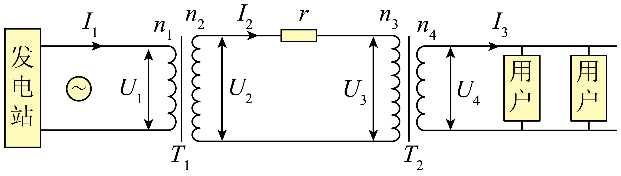 I₁ n₁ n₂ I₂ r n₃ n₄ I₃
发电站 ~ U₁ U₂ U₃ U₄ 用户 用户
T₁ T₂